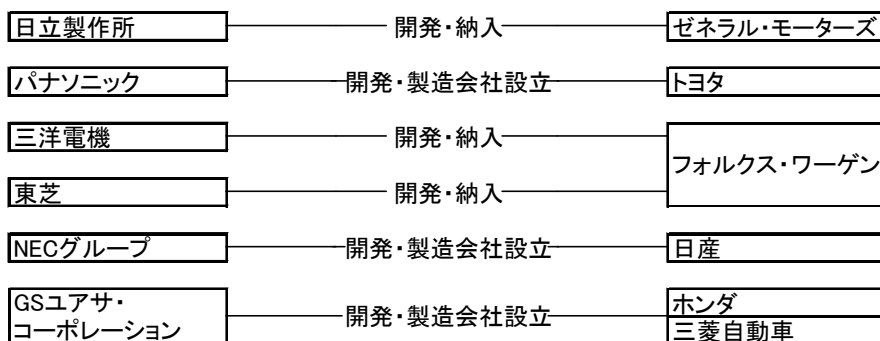 日立製作所 開発・納入 ゼネラル・モーターズ
パナソニック 開発・製造会社設立 トヨタ
三洋電機 開発・納入
フォルクス・ワーゲン
東芝 開発・納入
NECグループ 開発・製造会社設立 日産
GSユアサ・
コーポレーション
開発・製造会社設立
ホンダ
三菱自動車